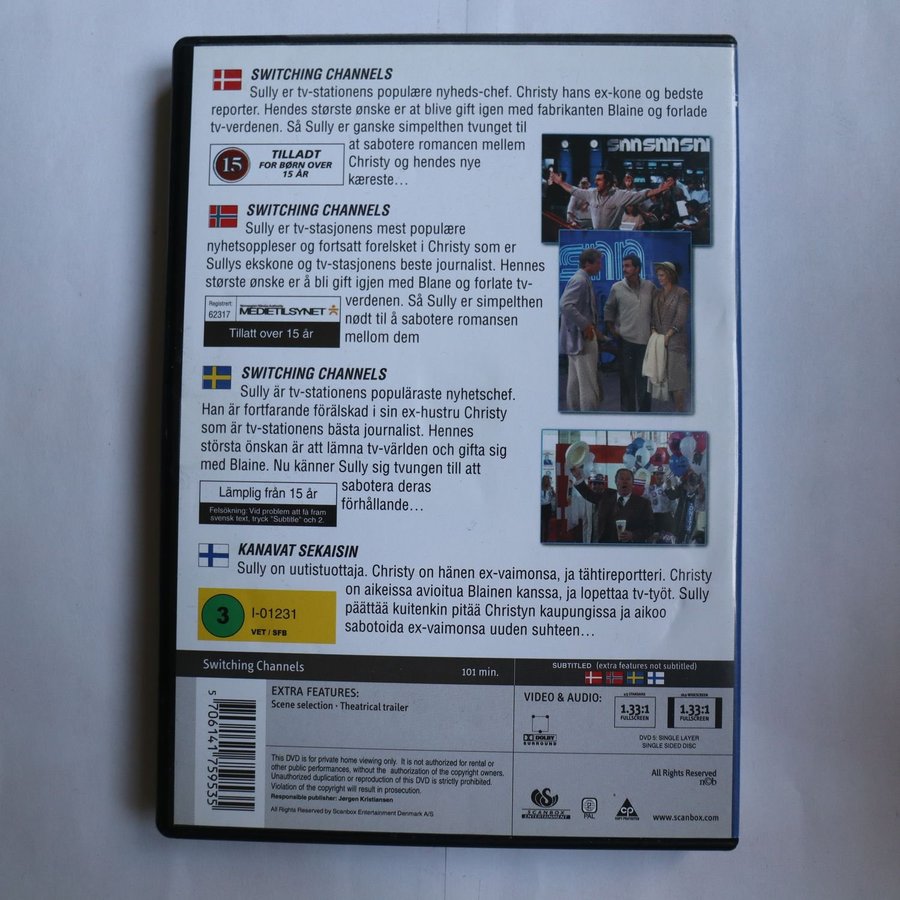 SWITCHING CHANNELS
Sully er tv-stationens populære nyheds-chef. Christy hans ex-kone og bedste
reporter. Hendes største ønske er at blive gift igen med fabrikanten Blaine og forlade
tv-verdenen. Så Sully er ganske simpelthen tvunget til
at sabotere romancen mellem
Christy og hendes nye
kæreste...
15
TILLADT
FOR BØRN OVER
15 ÅR
SWITCHING CHANNELS
Sully er tv-stasjonens mest populære
nyhetsoppleser og fortsatt forelsket i Christy som er
Sullys ekskone og tv-stasjonens beste journalist. Hennes
største ønske er å bli gift igjen med Blane og forlate tv-
verdenen. Så Sully er simpelthen
nødt til å sabotere romansen
mellom dem
Registrert:
62317
MEDIETILSYNET
Tillatt over 15 år
SWITCHING CHANNELS
Sully är tv-stationens populäraste nyhetschef.
Han är fortfarande förälskad i sin ex-hustru Christy
som är tv-stationens bästa journalist. Hennes
största önskan är att lämna tv-världen och gifta sig
med Blaine. Nu känner Sully sig tvungen till att
sabotera deras
förhållande...
Lämplig från 15 år
Felsökning: Vid problem att få fram
svensk text, tryck "Subtitle" och 2.
KANAVAT SEKAISIN
Sully on uutistuottaja. Christy on hänen ex-vaimonsa, ja tähtireportteri. Christy
on aikeissa avioitua Blainen kanssa, ja lopettaa tv-työt. Sully
päättää kuitenkin pitää Christyn kaupungissa ja aikoo
sabotoida ex-vaimonsa uuden suhteen...
3
I-01231
VET / SFB
snnsnnsnn
snn
Switching Channels
101 min.
SUBTITLED (extra features not subtitled)
EXTRA FEATURES:
Scene selection · Theatrical trailer
VIDEO & AUDIO:
DOLBY
SURROUND
4:3 STANDARD
1.33:1
FULLSCREEN
16:9 WIDESCREEN
1.33:1
FULLSCREEN
DVD 5: SINGLE LAYER
SINGLE SIDED DISC
This DVD is for private home viewing only. It is not authorized for rental or
other public performances, without the authorization of the copyright owners.
Unauthorized duplication or reproduction of this DVD is strictly prohibited.
Violation of the copyright will result in prosecution.
Responsible publisher: Jørgen Kristiansen
All Rights Reserved by Scanbox Entertainment Denmark A/S
5 706141 759535
SCANBOX
ENTERTAINMENT
2
PAL
CP
COPY PROTECTED
All Rights Reserved
n©b
www.scanbox.com